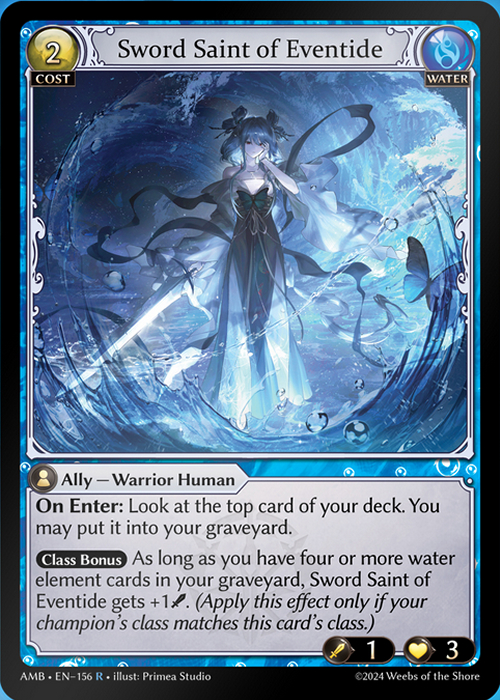 2
COST
Sword Saint of Eventide
WATER
Ally — Warrior Human
On Enter: Look at the top card of your deck. You
may put it into your graveyard.
Class Bonus As long as you have four or more water
element cards in your graveyard, Sword Saint of
Eventide gets +1. (Apply this effect only if your
champion's class matches this card's class.)
1
3
AMB • EN-156 R • illust: Primea Studio
©2024 Weebs of the Shore